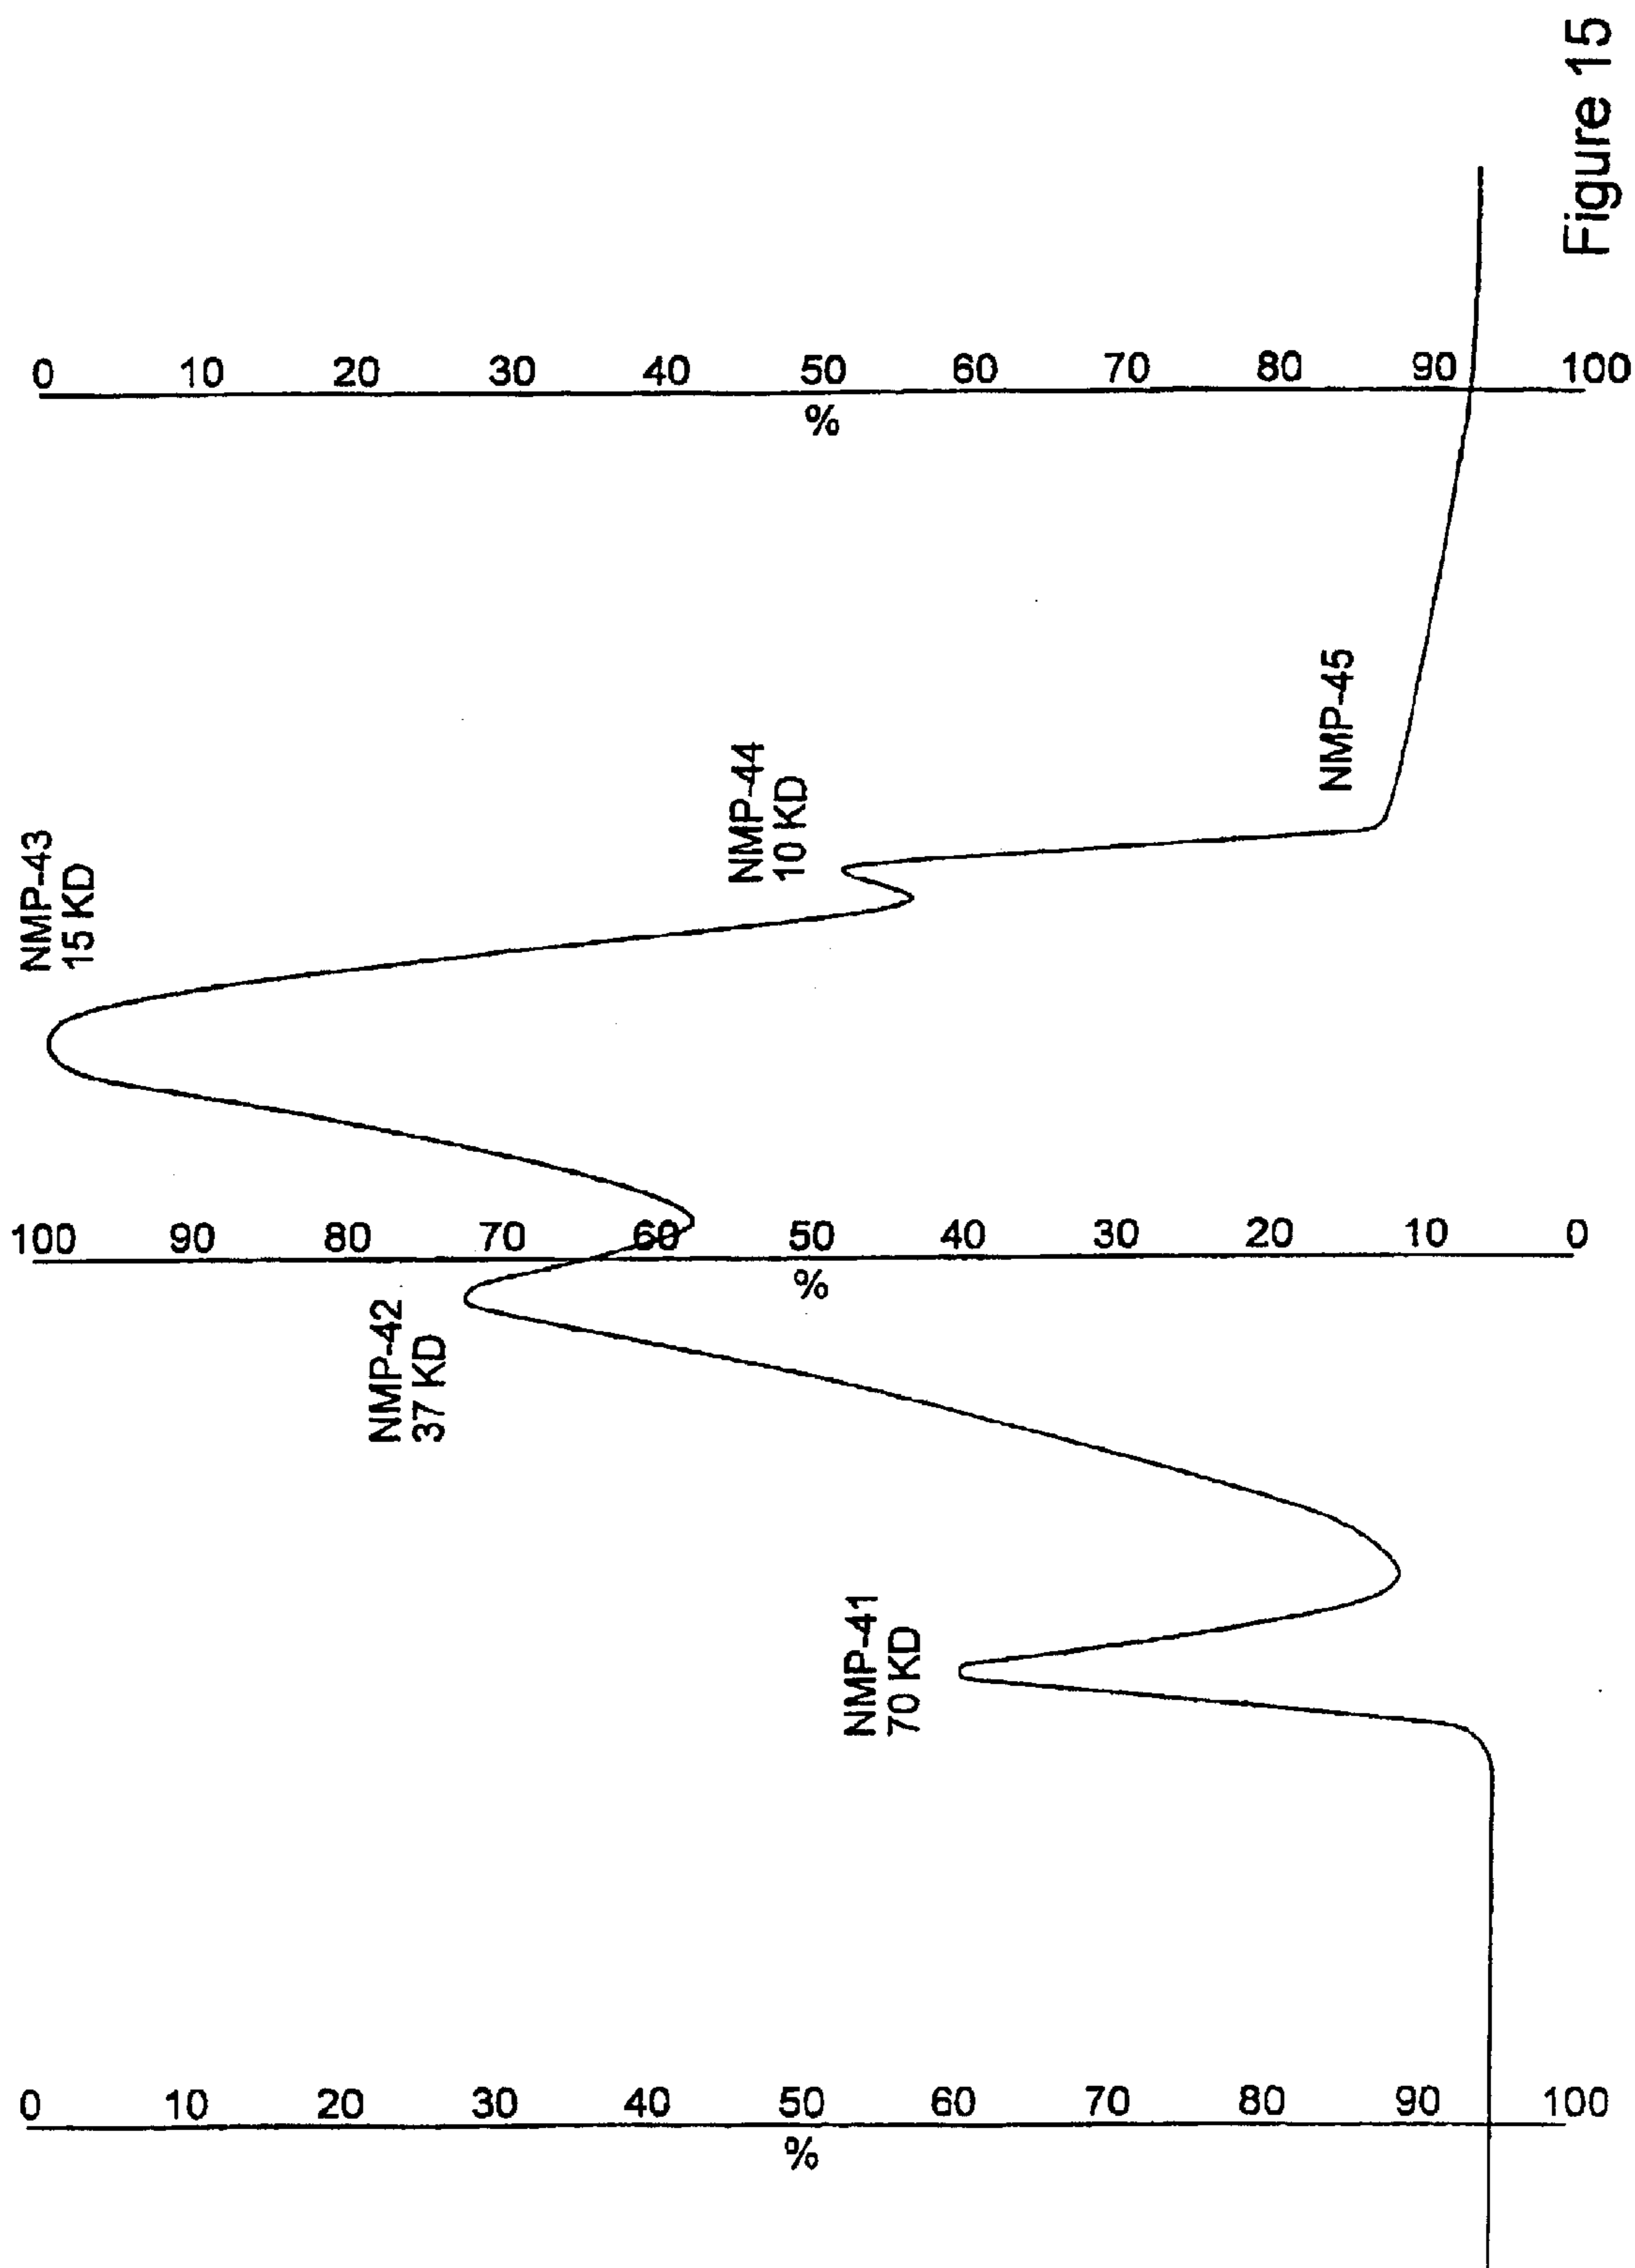 0 10 20 30 40 50 60 70 80 90 100
%
NMP-43
15 KD
NMP-44
10 KD
NMP-45
100 90 80 70 60 50 40 30 20 10 0
%
NMP-42
37 KD
NMP-41
70 KD
0 10 20 30 40 50 60 70 80 90 100
%
Figure 15